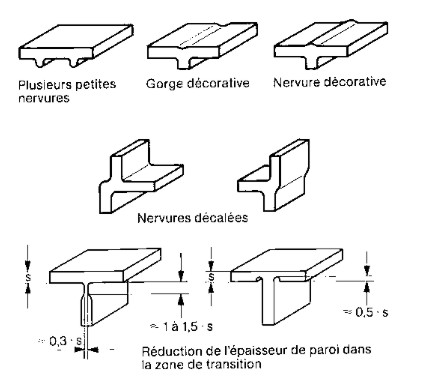 Plusieurs petites
nervures
Gorge décorative
Nervure décorative
Nervures décalées
s
s
≈ 1 à 1,5 · s
≈ 0,5 · s
≈ 0,3 · s
Réduction de l'épaisseur de paroi dans
la zone de transition